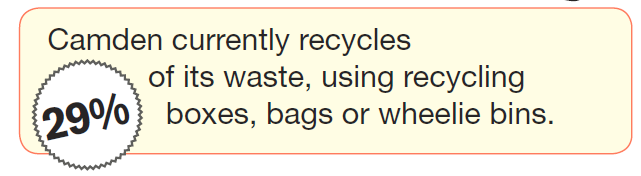 Camden currently recycles
29% of its waste, using recycling
boxes, bags or wheelie bins.